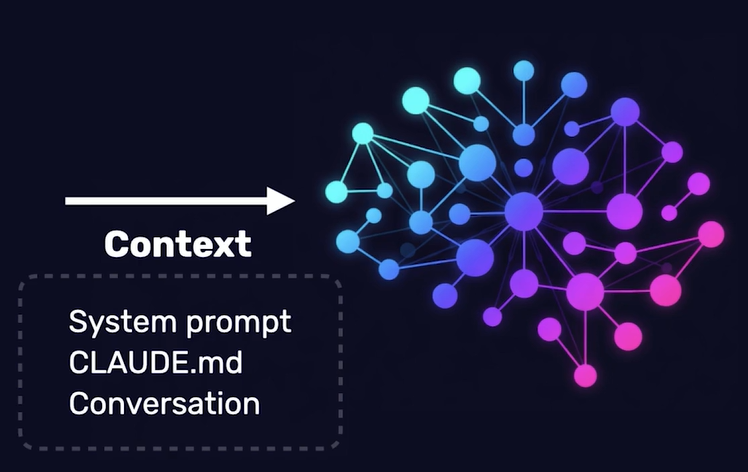 Context
System prompt
CLAUDE.md
Conversation